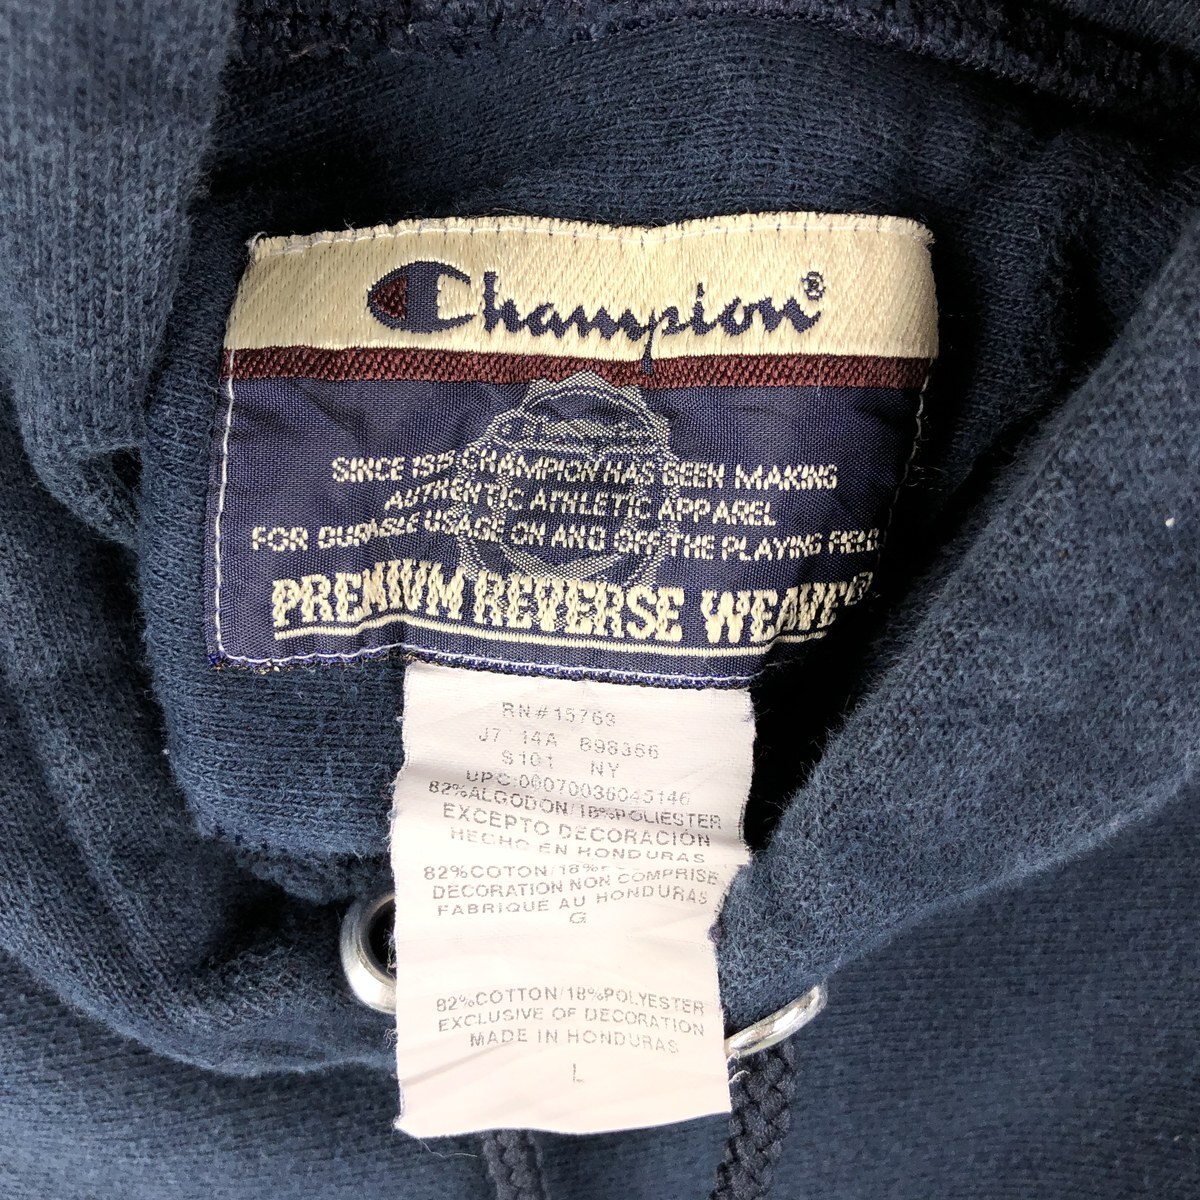 Champion®
Champion
SINCE 1919 CHAMPION HAS BEEN MAKING
AUTHENTIC ATHLETIC APPAREL
FOR DURABLE USAGE ON AND OFF THE PLAYING FIELD.
PREMIUM REVERSE WEAVE®
RN#15763
J7 14A 898366
S101 NY
UPC:00070036045146
82%ALGODON/18%POLIESTER
EXCEPTO DECORACIÓN
HECHO EN HONDURAS
82%COTON/18%
DECORATION NON COMPRISE
FABRIQUE AU HONDURAS
G
82%COTTON/18%POLYESTER
EXCLUSIVE OF DECORATION
MADE IN HONDURAS
L